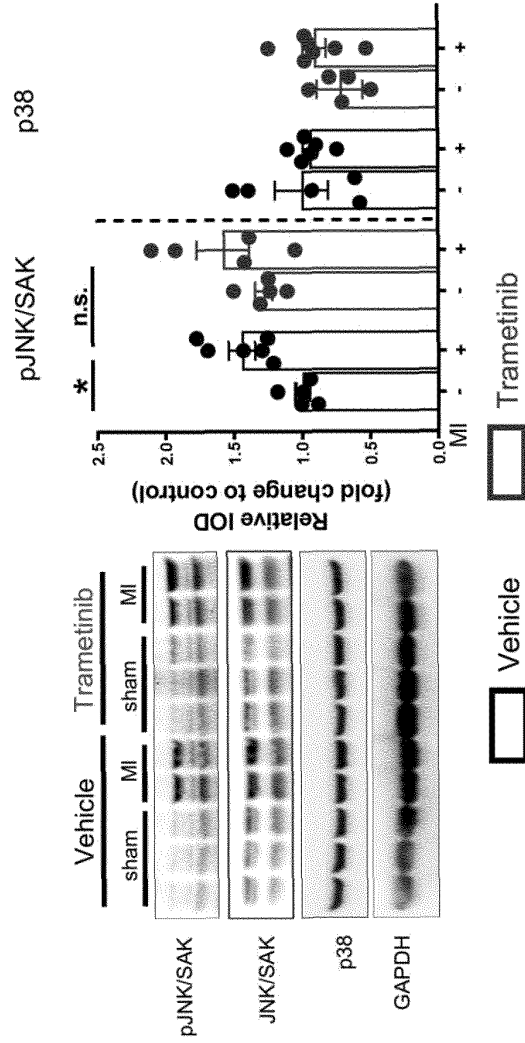 Vehicle
Trametinib
sham
MI
sham
MI
pJNK/SAK
JNK/SAK
p38
GAPDH
pJNK/SAK
p38
*
n.s.
Relative IOD
(fold change to control)
2.5
2.0
1.5
1.0
0.5
0.0
MI
-
+
-
+
-
+
-
+
Vehicle
Trametinib